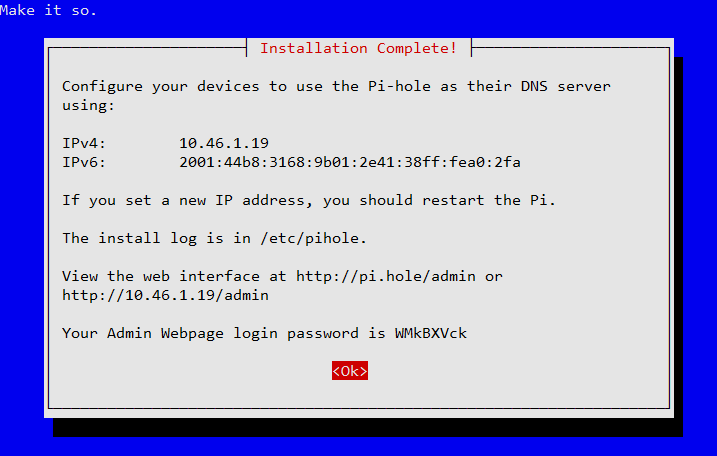 Make it so.
Installation Complete!
Configure your devices to use the Pi-hole as their DNS server
using:
IPv4: 10.46.1.19
IPv6: 2001:44b8:3168:9b01:2e41:38ff:fea0:2fa
If you set a new IP address, you should restart the Pi.
The install log is in /etc/pihole.
View the web interface at http://pi.hole/admin or
http://10.46.1.19/admin
Your Admin Webpage login password is WMkBXVck
<Ok>